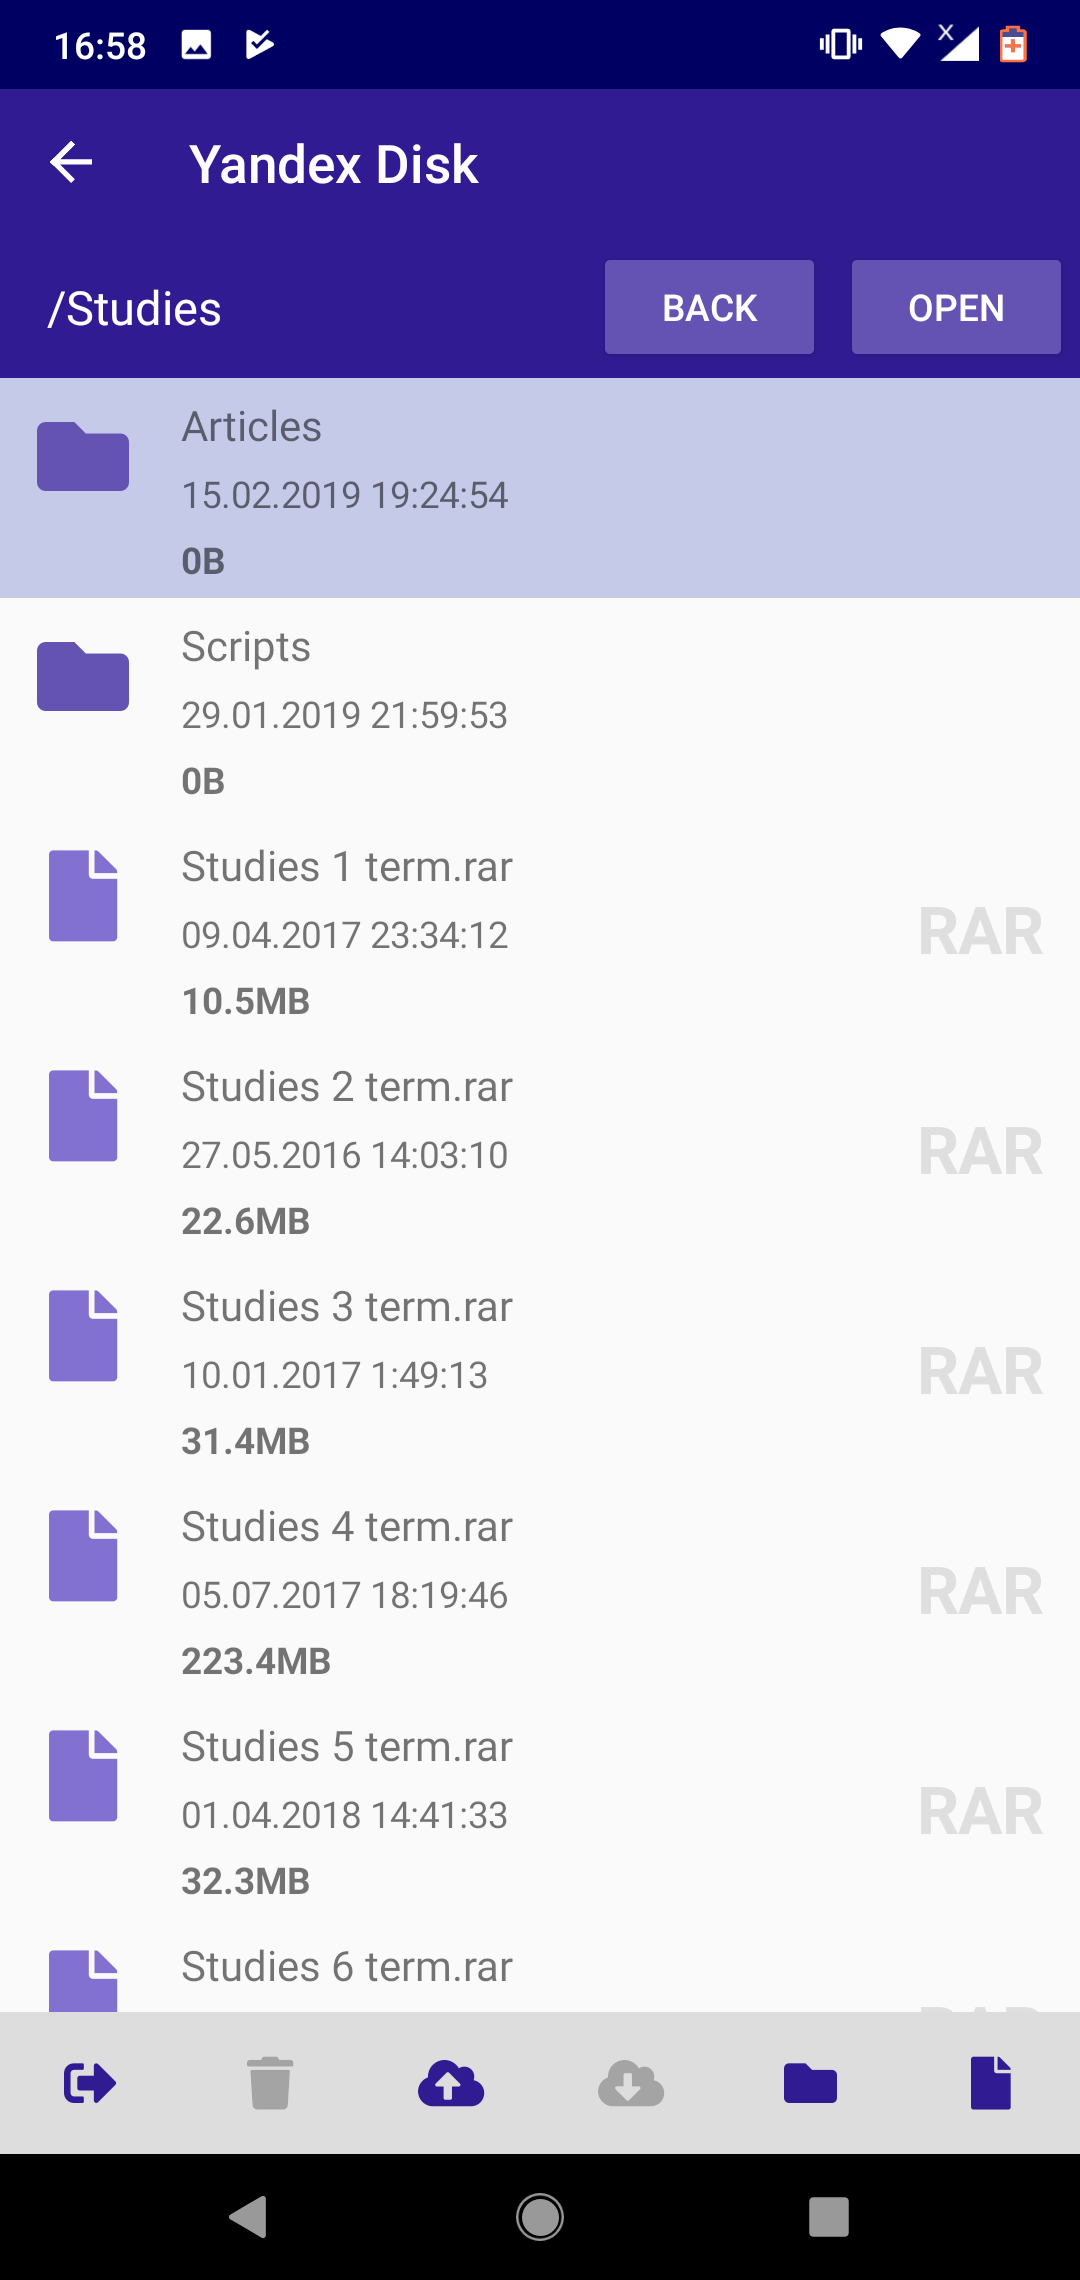 16:58
Yandex Disk
/Studies BACK OPEN
Articles
15.02.2019 19:24:54
0B
Scripts
29.01.2019 21:59:53
0B
Studies 1 term.rar
09.04.2017 23:34:12
RAR
10.5MB
Studies 2 term.rar
27.05.2016 14:03:10
RAR
22.6MB
Studies 3 term.rar
10.01.2017 1:49:13
RAR
31.4MB
Studies 4 term.rar
05.07.2017 18:19:46
RAR
223.4MB
Studies 5 term.rar
01.04.2018 14:41:33
RAR
32.3MB
Studies 6 term.rar